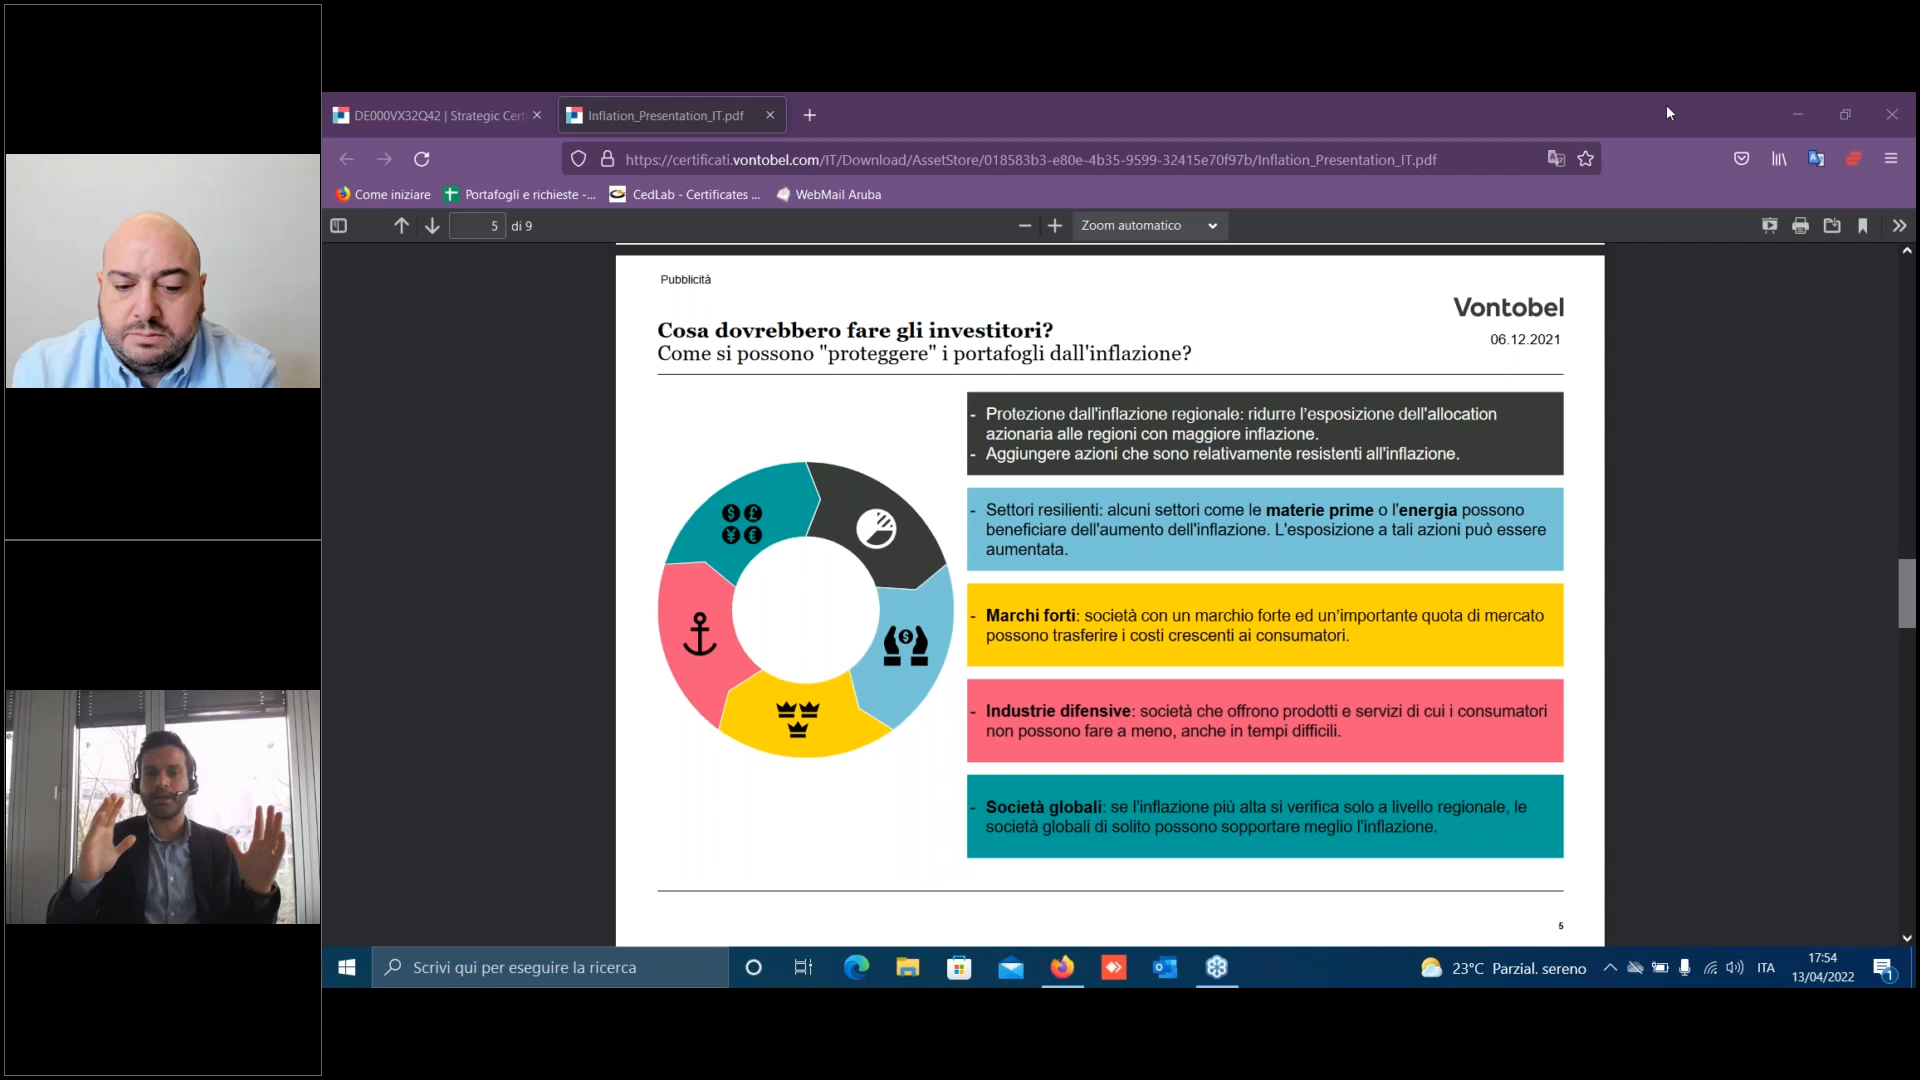 DE000VX32Q42 | Strategic Cert
Inflation_Presentation_IT.pdf
https://certificati.vontobel.com/IT/Download/AssetStore/018583b3-e80e-4b35-9599-32415e70f97b/Inflation_Presentation_IT.pdf
Come iniziare
Portafogli e richieste -...
CedLab - Certificates ...
WebMail Aruba
5 di 9
Zoom automatico
Pubblicità
Vontobel
06.12.2021
Cosa dovrebbero fare gli investitori?
Come si possono "proteggere" i portafogli dall'inflazione?
- Protezione dall'inflazione regionale: ridurre l'esposizione dell'allocation
azionaria alle regioni con maggiore inflazione.
- Aggiungere azioni che sono relativamente resistenti all'inflazione.
- Settori resilienti: alcuni settori come le materie prime o l'energia possono
beneficiare dell'aumento dell'inflazione. L'esposizione a tali azioni può essere
aumentata.
- Marchi forti: società con un marchio forte ed un'importante quota di mercato
possono trasferire i costi crescenti ai consumatori.
- Industrie difensive: società che offrono prodotti e servizi di cui i consumatori
non possono fare a meno, anche in tempi difficili.
- Società globali: se l'inflazione più alta si verifica solo a livello regionale, le
società globali di solito possono sopportare meglio l'inflazione.
5
Scrivi qui per eseguire la ricerca
23°C Parzial. sereno
ITA
17:54
13/04/2022
1